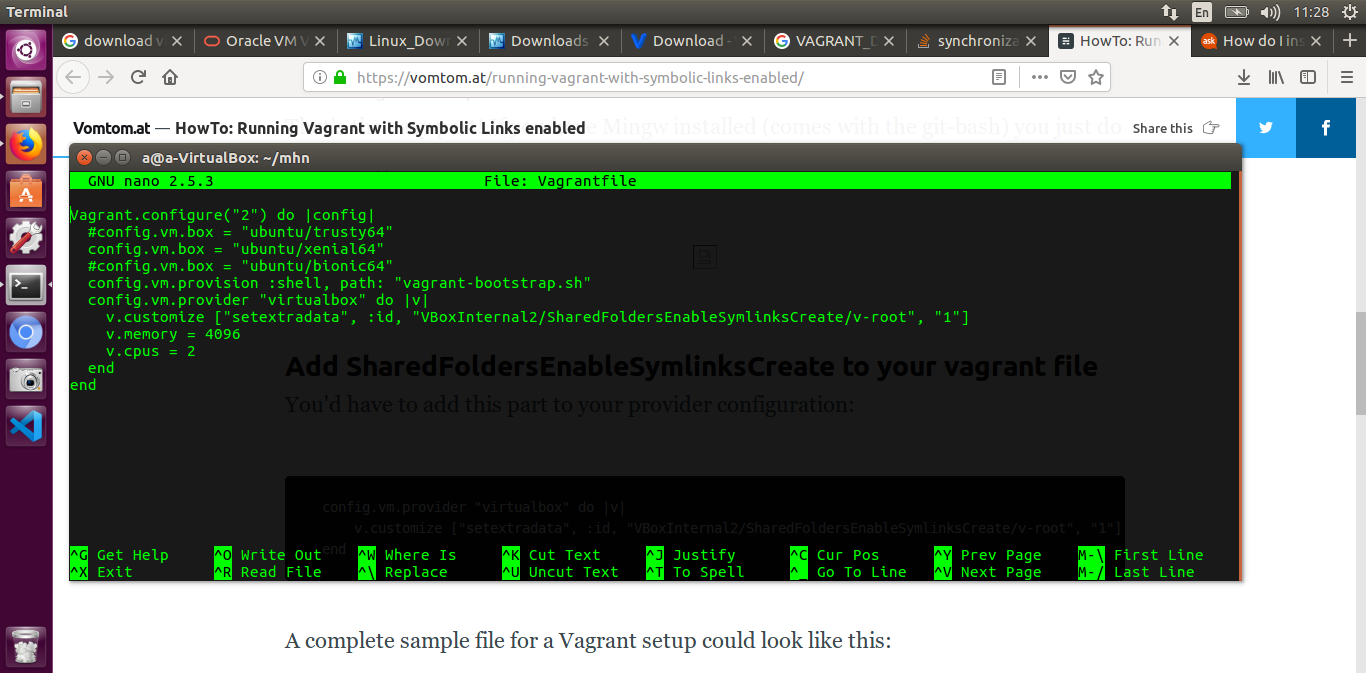 Terminal
En
11:28
download v
Oracle VM V
Linux_Down
Downloads
Download -
VAGRANT_D
synchroniza
HowTo: Run
How do I ins
https://vomtom.at/running-vagrant-with-symbolic-links-enabled/
Vomtom.at — HowTo: Running Vagrant with Symbolic Links enabled
Mingw installed (comes with the git-bash) you just do
Share this
a@a-VirtualBox: ~/mhn
GNU nano 2.5.3 File: Vagrantfile
Vagrant.configure("2") do |config|
#config.vm.box = "ubuntu/trusty64"
config.vm.box = "ubuntu/xenial64"
#config.vm.box = "ubuntu/bionic64"
config.vm.provision :shell, path: "vagrant-bootstrap.sh"
config.vm.provider "virtualbox" do |v|
v.customize ["setextradata", :id, "VBoxInternal2/SharedFoldersEnableSymlinksCreate/v-root", "1"]
v.memory = 4096
v.cpus = 2
end
end
Add SharedFoldersEnableSymlinksCreate to your vagrant file
You'd have to add this part to your provider configuration:
config.vm.provider "virtualbox" do |v|
v.customize ["setextradata", :id, "VBoxInternal2/SharedFoldersEnableSymlinksCreate/v-root", "1"]
end
^G Get Help ^O Write Out ^W Where Is ^K Cut Text ^J Justify ^C Cur Pos ^Y Prev Page M-\ First Line
^X Exit ^R Read File ^\ Replace ^U Uncut Text ^T To Spell ^_ Go To Line ^V Next Page M-/ Last Line
A complete sample file for a Vagrant setup could look like this: